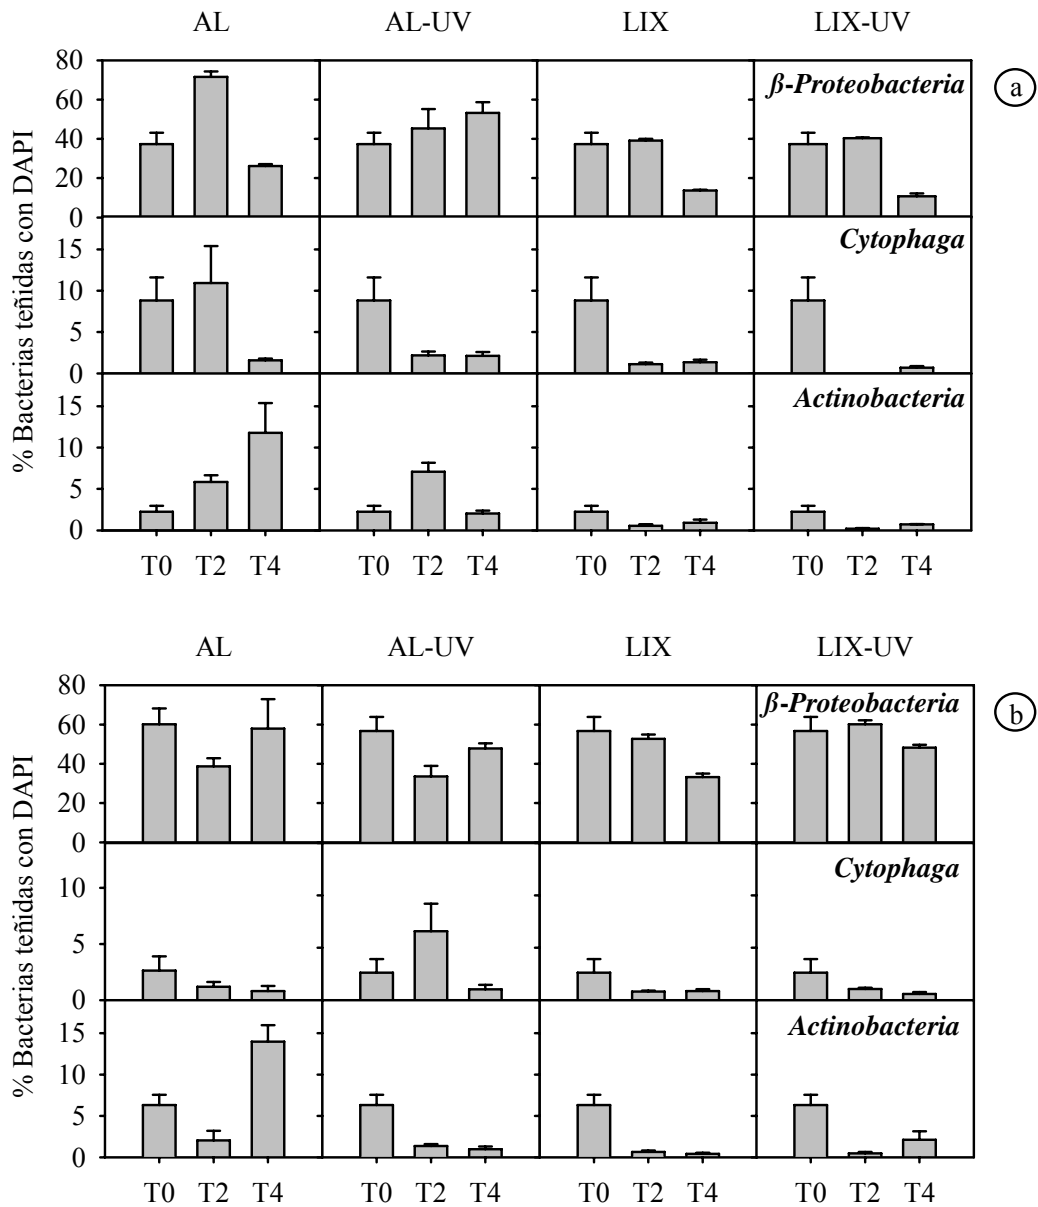 AL AL-UV LIX LIX-UV
a
% Bacterias teñidas con DAPI
80 ß-Proteobacteria
60
40
20
0
15 Cytophaga
10
5
0
15 Actinobacteria
10
5
0
T0 T2 T4 T0 T2 T4 T0 T2 T4 T0 T2 T4
AL AL-UV LIX LIX-UV
b
% Bacterias teñidas con DAPI
80 ß-Proteobacteria
60
40
20
0
Cytophaga
10
5
0
15 Actinobacteria
10
5
0
T0 T2 T4 T0 T2 T4 T0 T2 T4 T0 T2 T4